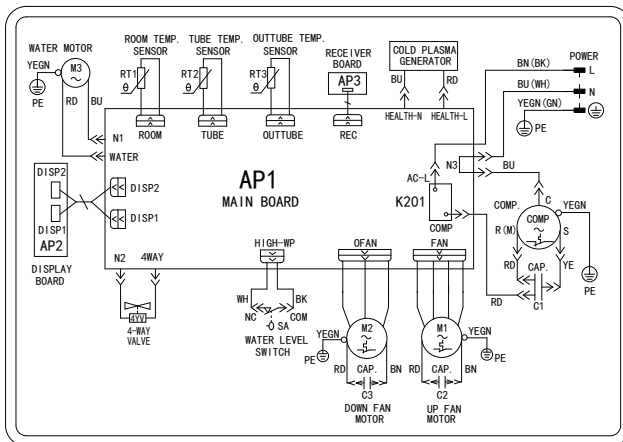 WATER MOTOR
YEGN
M3
PE
RD
BU
ROOM TEMP.
SENSOR
RT1
θ
TUBE TEMP.
SENSOR
RT2
θ
OUTTUBE TEMP.
SENSOR
RT3
θ
RECEIVER
BOARD
AP3
COLD PLASMA
GENERATOR
BU
RD
HEALTH-N
HEALTH-L
BN(BK)
POWER
L
BU(WH)
N
YEGN(GN)
PE
N1
WATER
ROOM
TUBE
OUTTUBE
REC
AP1
MAIN BOARD
AC-L
K201
COMP
N3
BU
DISP2
DISP1
AP2
DISPLAY
BOARD
DISP2
DISP1
COMP.
C
YEGN
COMP
R(M)
S
RD
YE
CAP.
C1
RD
PE
N2
4WAY
4YV
4-WAY
VALVE
HIGH-WP
WH
BK
NC
COM
SA
WATER LEVEL
SWITCH
OFAN
YEGN
M2
PE
RD
CAP.
BN
C3
DOWN FAN
MOTOR
FAN
M1
YEGN
PE
RD
CAP.
BN
C2
UP FAN
MOTOR